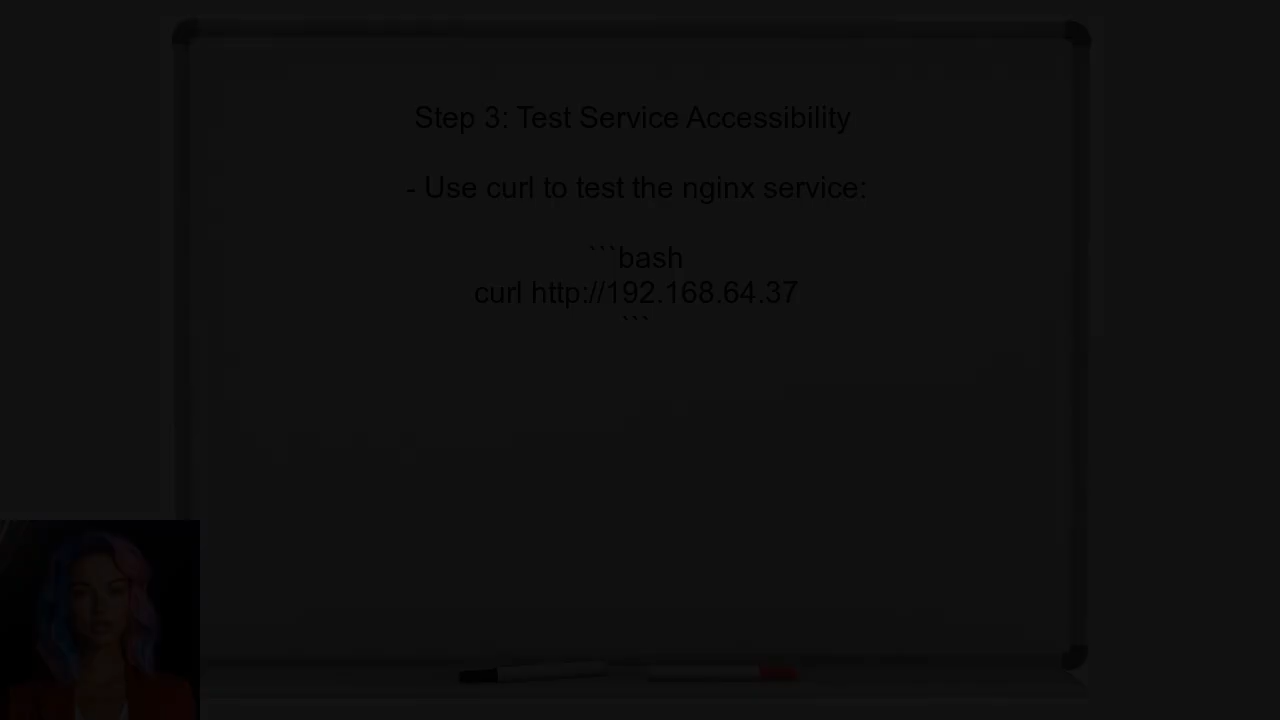 Step 3: Test Service Accessibility
- Use curl to test the nginx service:
```bash
curl http://192.168.64.37
```